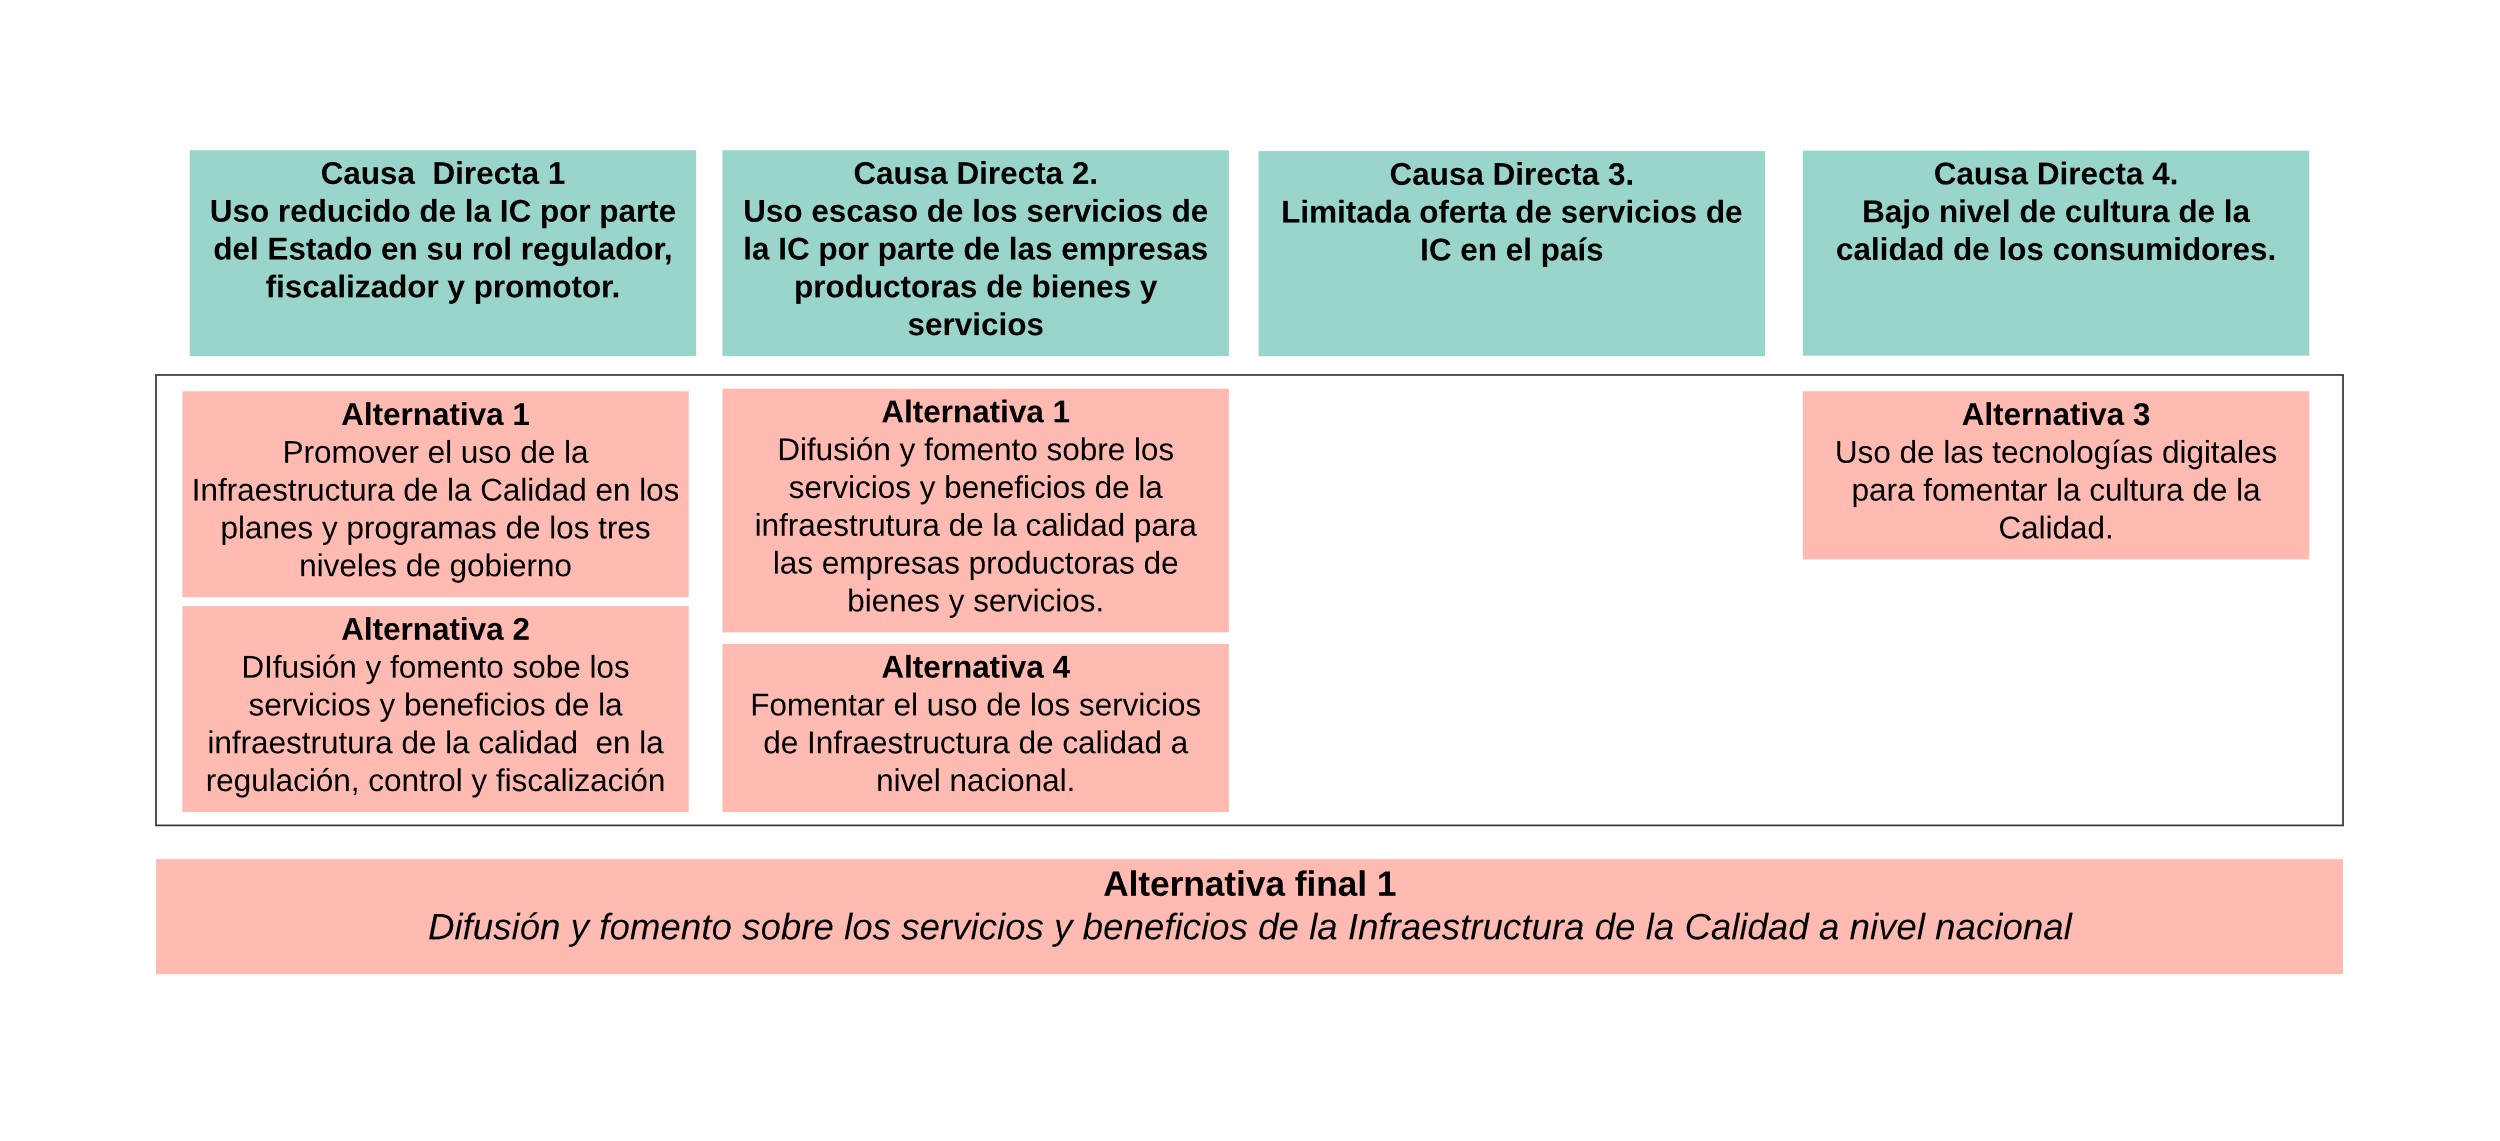 Causa  Directa 1
Uso reducido de la IC por parte
del Estado en su rol regulador,
fiscalizador y promotor.
Causa Directa 2.
Uso escaso de los servicios de
la IC por parte de las empresas
productoras de bienes y
servicios
Causa Directa 3.
Limitada oferta de servicios de
IC en el país
Causa Directa 4.
Bajo nivel de cultura de la
calidad de los consumidores.
Alternativa 1
Promover el uso de la
Infraestructura de la Calidad en los
planes y programas de los tres
niveles de gobierno
Alternativa 2
DIfusión y fomento sobe los
servicios y beneficios de la
infraestrutura de la calidad  en la
regulación, control y fiscalización
Alternativa 1
Difusión y fomento sobre los
servicios y beneficios de la
infraestrutura de la calidad para
las empresas productoras de
bienes y servicios.
Alternativa 4
Fomentar el uso de los servicios
de Infraestructura de calidad a
nivel nacional.
Alternativa 3
Uso de las tecnologías digitales
para fomentar la cultura de la
Calidad.
Alternativa final 1
Difusión y fomento sobre los servicios y beneficios de la Infraestructura de la Calidad a nivel nacional